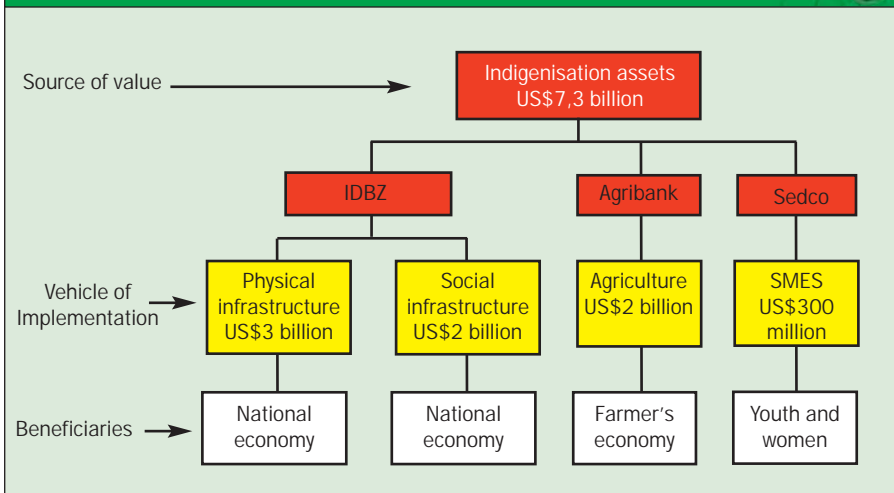 Source of value
Indigenisation assets
US$7,3 billion
IDBZ
Agribank
Sedco
Vehicle of
Implementation
Physical
infrastructure
US$3 billion
Social
infrastructure
US$2 billion
Agriculture
US$2 billion
SMES
US$300
million
Beneficiaries
National
economy
National
economy
Farmer's
economy
Youth and
women